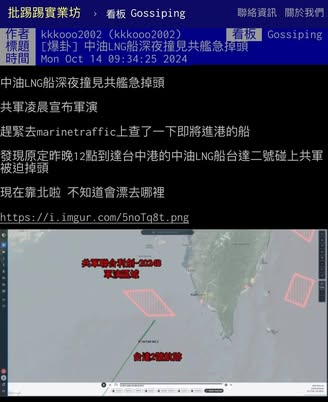 批踢踢實業坊 › 看板 Gossiping 聯絡資訊 關於我們
作者 kkkooo2002 (kkkooo2002) 看板 Gossiping
標題 [爆卦] 中油LNG船深夜撞見共艦急掉頭
時間 Mon Oct 14 09:34:25 2024
中油LNG船深夜撞見共艦急掉頭
共軍凌晨宣布軍演
趕緊去marinetraffic上查了一下即將進港的船
發現原定昨晚12點到達台中港的中油LNG船台達二號碰上共軍
被迫掉頭
現在靠北啦 不知道會漂去哪裡
https://i.imgur.com/5noTq8t.png
共軍聯合利劍-2024B
軍演區域
台達2號航跡